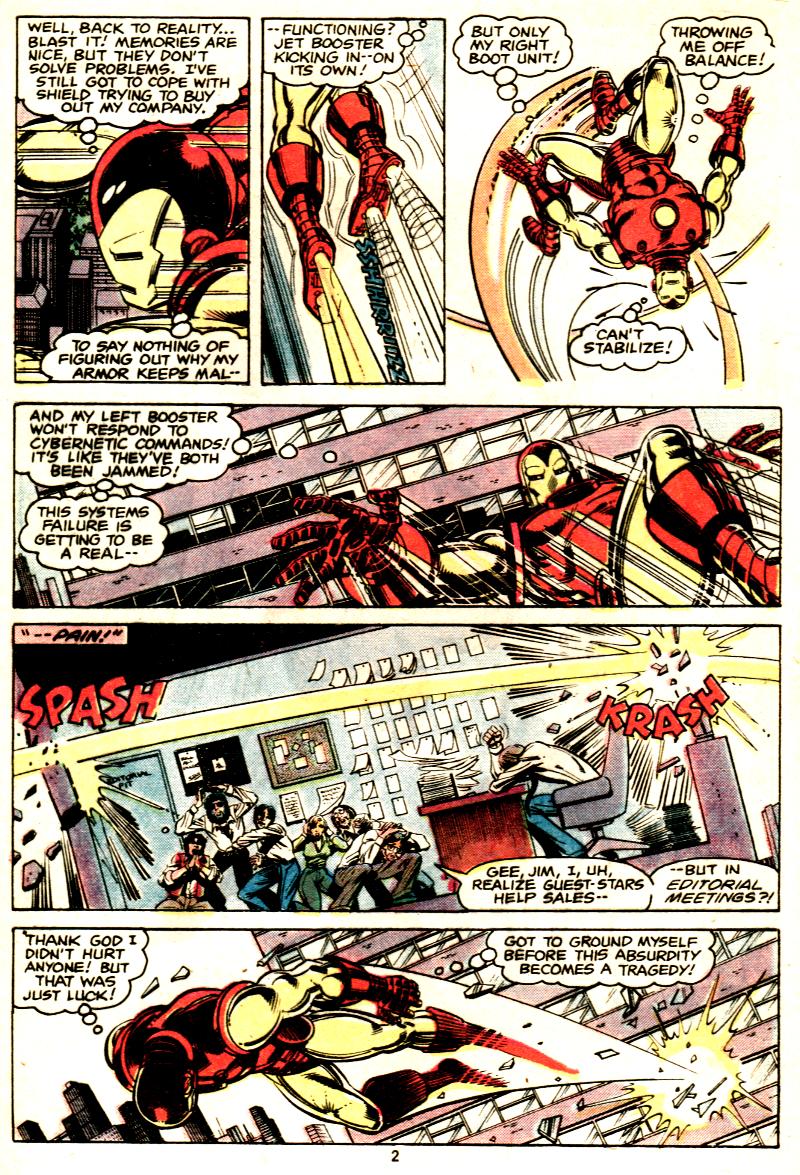 WELL, BACK TO REALITY...
BLAST IT! MEMORIES ARE
NICE, BUT THEY DON'T
SOLVE PROBLEMS. I'VE
STILL GOT TO COPE WITH
SHIELD TRYING TO BUY
OUT MY COMPANY.
TO SAY NOTHING OF
FIGURING OUT WHY MY
ARMOR KEEPS MAL--
--FUNCTIONING?
JET BOOSTER
KICKING IN--ON
ITS OWN!
BUT ONLY
MY RIGHT
BOOT UNIT!
THROWING
ME OFF
BALANCE!
CAN'T
STABILIZE!
AND MY LEFT BOOSTER
WON'T RESPOND TO
CYBERNETIC COMMANDS!
IT'S LIKE THEY'VE BOTH
BEEN JAMMED!
THIS SYSTEMS
FAILURE IS
GETTING TO BE
A REAL--
"--PAIN!"
SPASH
KRASH
EDITORIAL
PIT
GEE, JIM, I, UH,
REALIZE GUEST-STARS
HELP SALES--
--BUT IN
EDITORIAL
MEETINGS?!
THANK GOD I
DIDN'T HURT
ANYONE! BUT
THAT WAS
JUST LUCK!
GOT TO GROUND MYSELF
BEFORE THIS ABSURDITY
BECOMES A TRAGEDY!
2